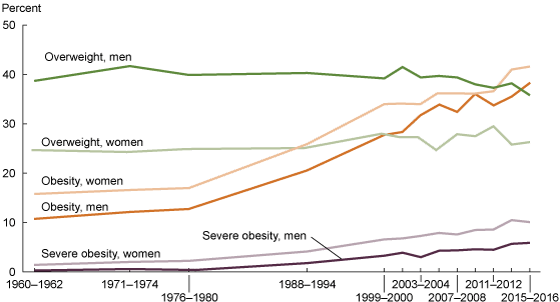 Percent
50
Overweight, men
40
30
Overweight, women
20
Obesity, women
Obesity, men
10
Severe obesity, women
Severe obesity, men
0
1960–1962
1971–1974
1976–1980
1988–1994
1999–2000
2003–2004
2007–2008
2011–2012
2015–2016